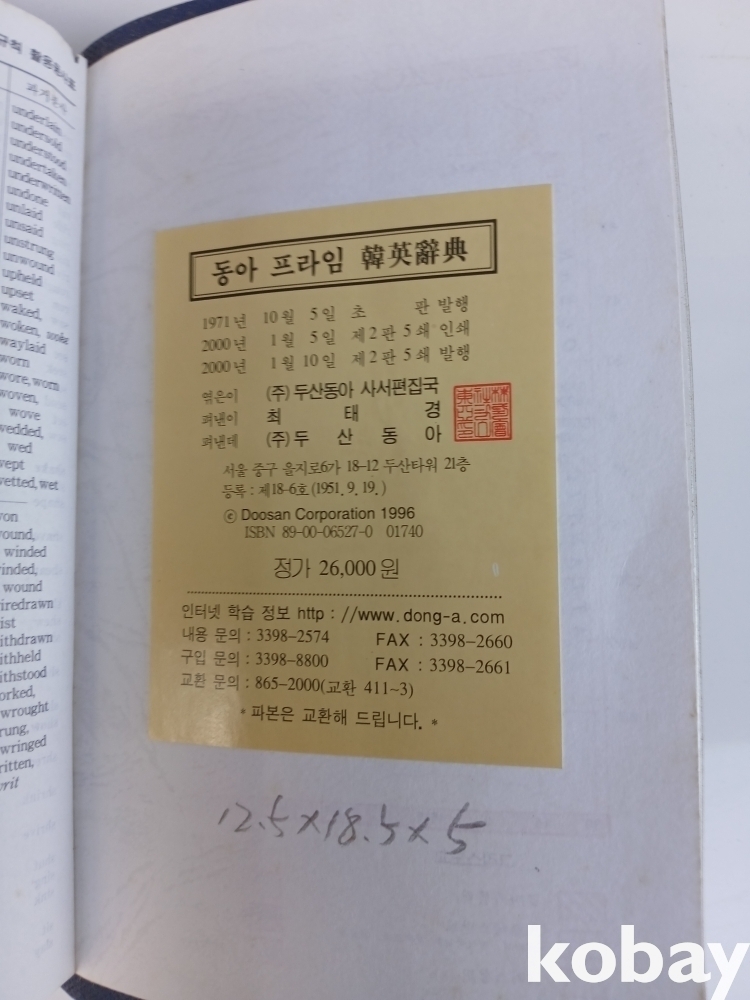 과거분사
underlain
undersold
understood
undertaken
underwritten
undone
unlaid
unsaid
unstrung
unwound
upheld
upset
waked,
woken, sooke
waylaid
worn
wore, worn
woven,
wove
wedded,
wed
wept
wetted, wet
won
wound,
winded
winded,
wound
wiredrawn
wist
withdrawn
withheld
withstood
worked,
wrought
wrung,
wringed
written,
writ
동아 프라임 韓英辭典
1971년 10월 5일 초 판 발행
2000년 1월 5일 제2판 5쇄 인쇄
2000년 1월 10일 제2판 5쇄 발행
엮은이 (주)두산동아 사서편집국
펴낸이 최 태 경
펴낸데 (주)두 산 동 아
서울 중구 을지로6가 18-12 두산타워 21층
등록 : 제18-6호 (1951. 9. 19.)
ⓒ Doosan Corporation 1996
ISBN 89-00-06527-0 01740
정가 26,000원
인터넷 학습 정보 http : //www.dong-a.com
내용 문의 : 3398-2574 FAX : 3398-2660
구입 문의 : 3398-8800 FAX : 3398-2661
교환 문의 : 865-2000(교환 411~3)
* 파본은 교환해 드립니다. *
12.5×18.5×5
kobay